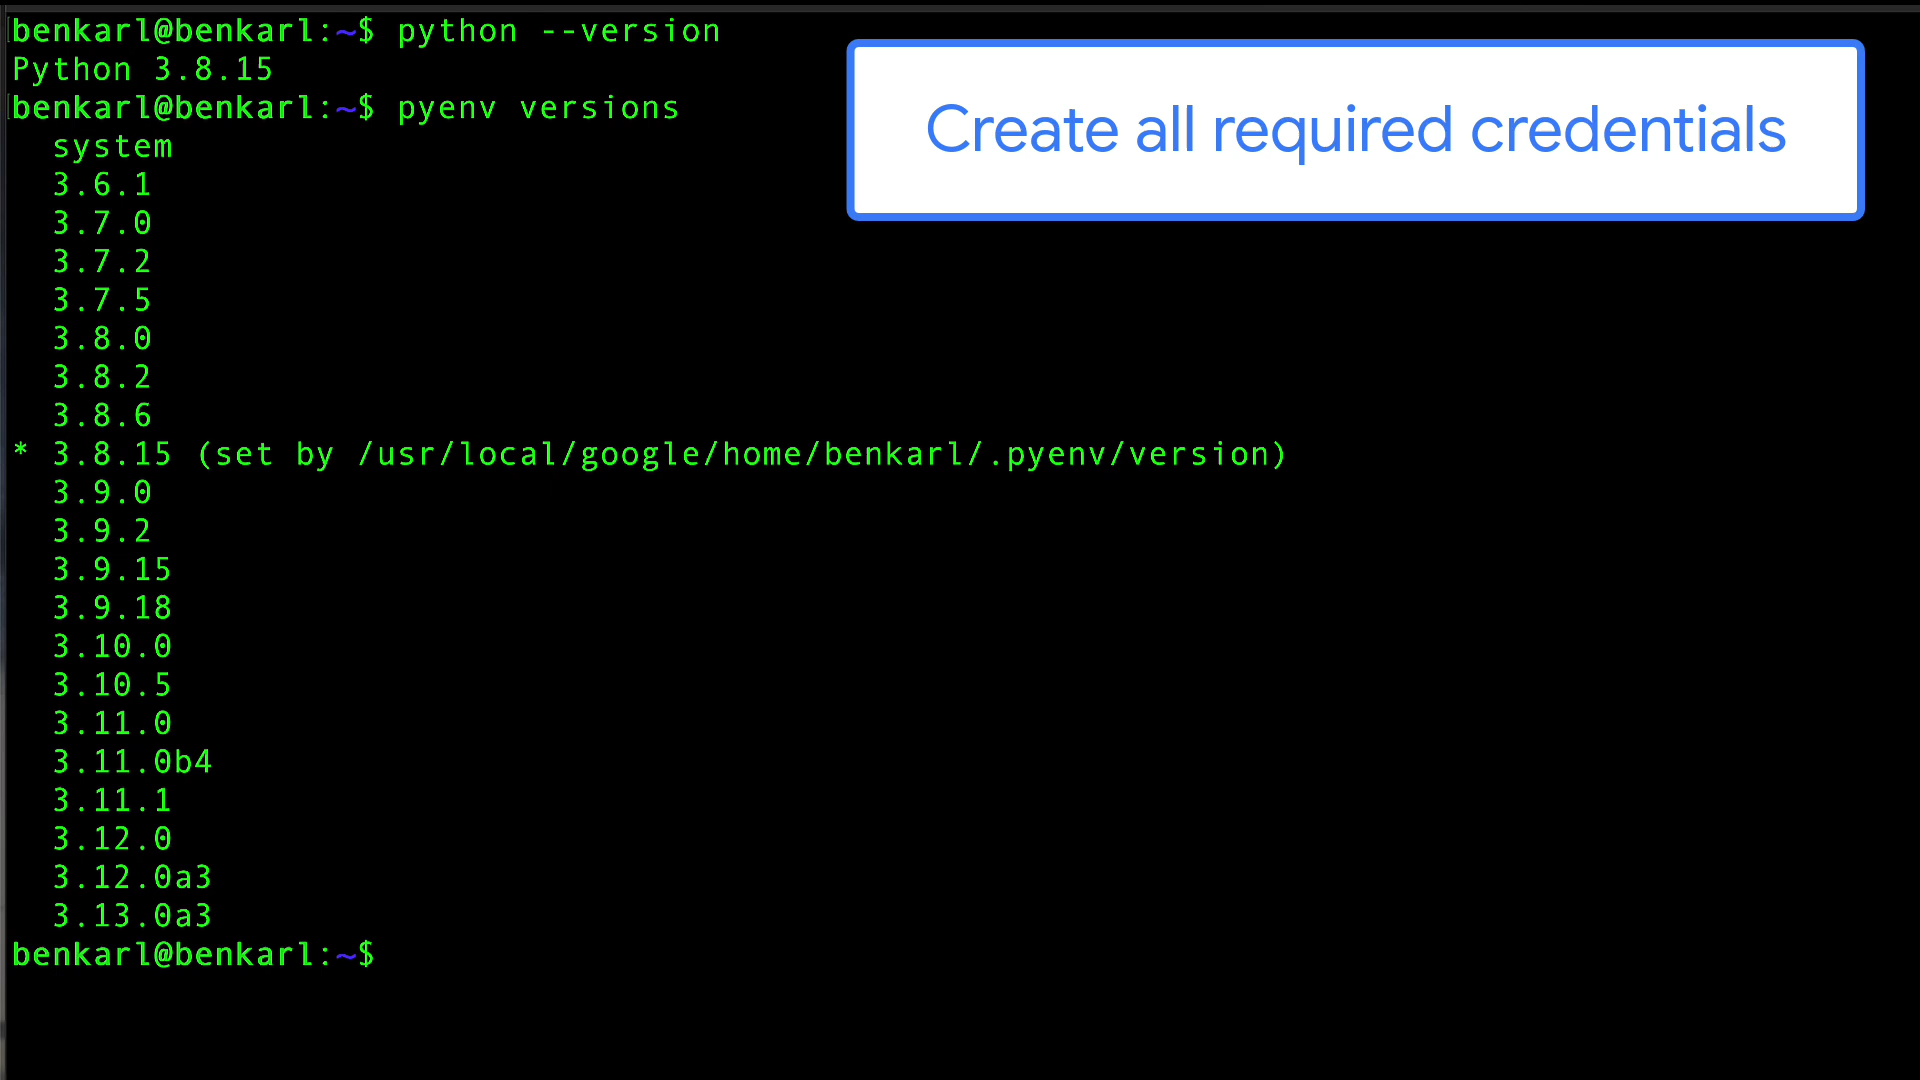 benkarl@benkarl:~$ python --version
Python 3.8.15
benkarl@benkarl:~$ pyenv versions
system
3.6.1
3.7.0
3.7.2
3.7.5
3.8.0
3.8.2
3.8.6
* 3.8.15 (set by /usr/local/google/home/benkarl/.pyenv/version)
3.9.0
3.9.2
3.9.15
3.9.18
3.10.0
3.10.5
3.11.0
3.11.0b4
3.11.1
3.12.0
3.12.0a3
3.13.0a3
benkarl@benkarl:~$
Create all required credentials